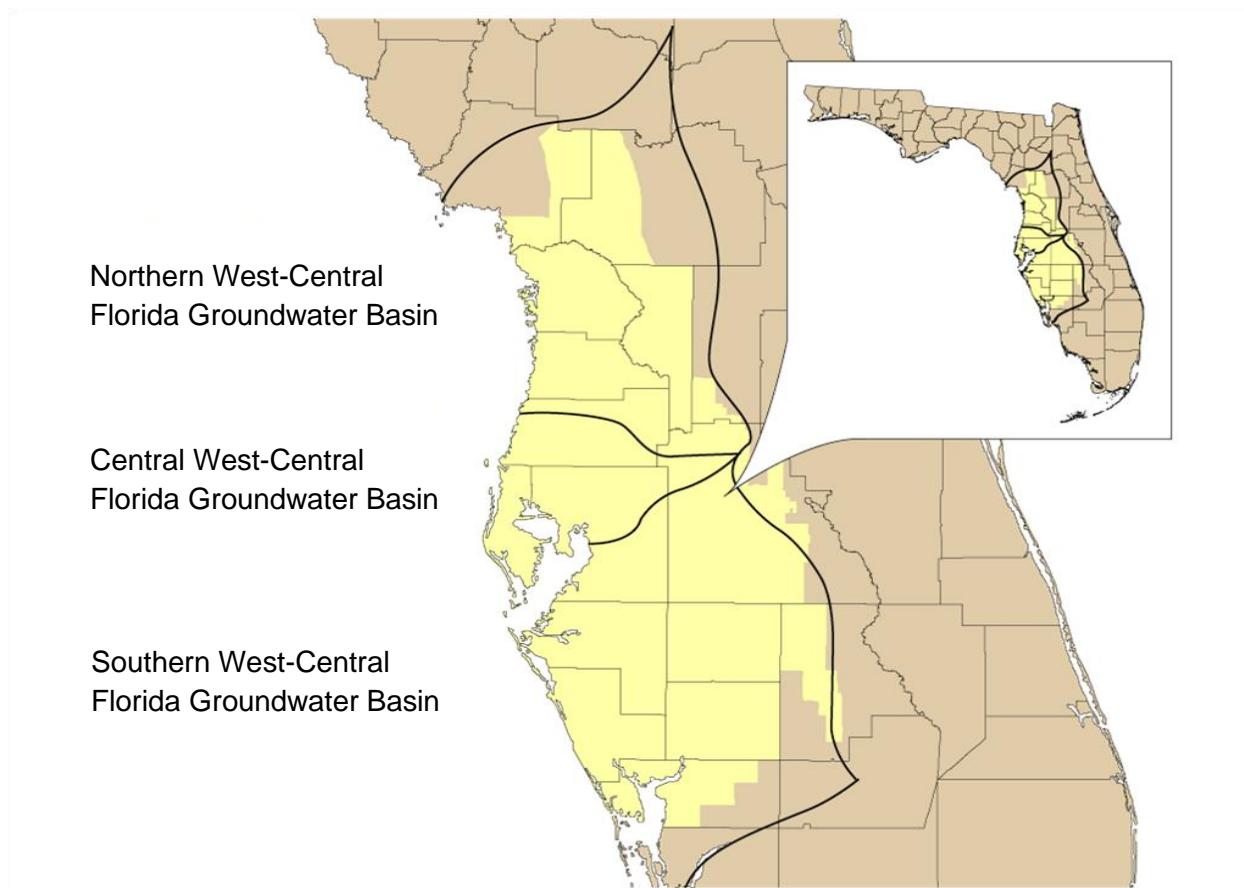 Northern West-Central
Florida Groundwater Basin
Central West-Central
Florida Groundwater Basin
Southern West-Central
Florida Groundwater Basin